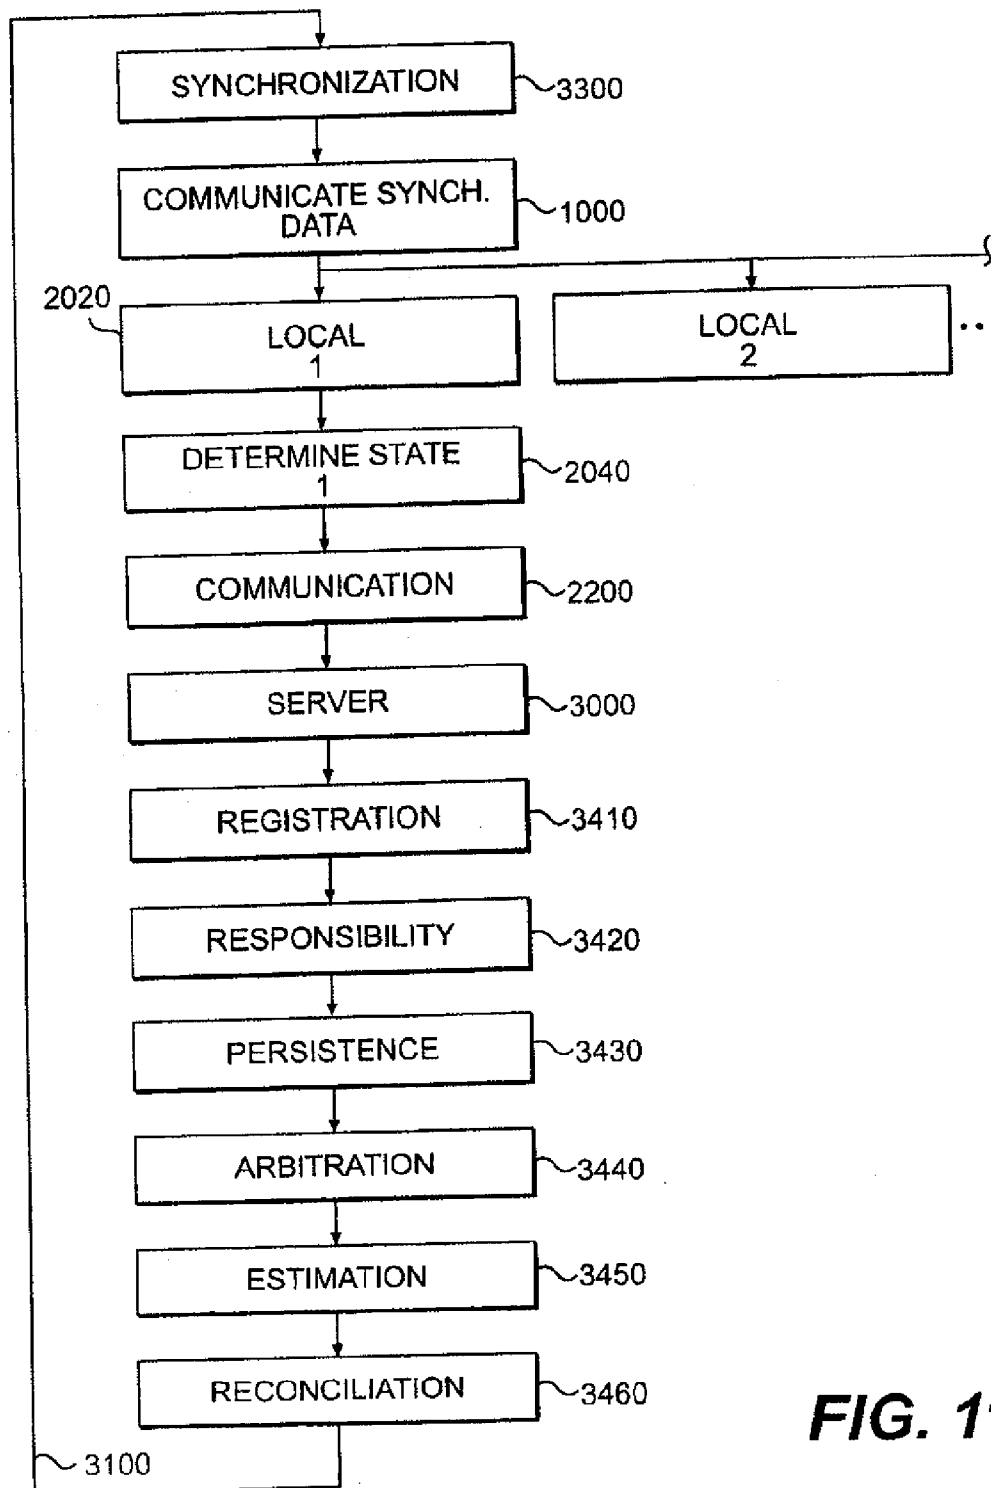 SYNCHRONIZATION
3300
COMMUNICATE SYNCH.
DATA
1000
2020
LOCAL
1
LOCAL
2
DETERMINE STATE
1
2040
COMMUNICATION
2200
SERVER
3000
REGISTRATION
3410
RESPONSIBILITY
3420
PERSISTENCE
3430
ARBITRATION
3440
ESTIMATION
3450
RECONCILIATION
3460
3100
FIG.